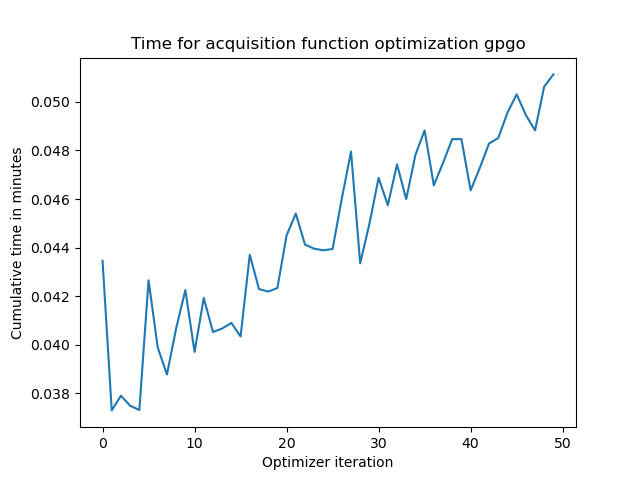 Time for acquisition function optimization gpgo
Cumulative time in minutes
0.050
0.048
0.046
0.044
0.042
0.040
0.038
0 10 20 30 40 50
Optimizer iteration